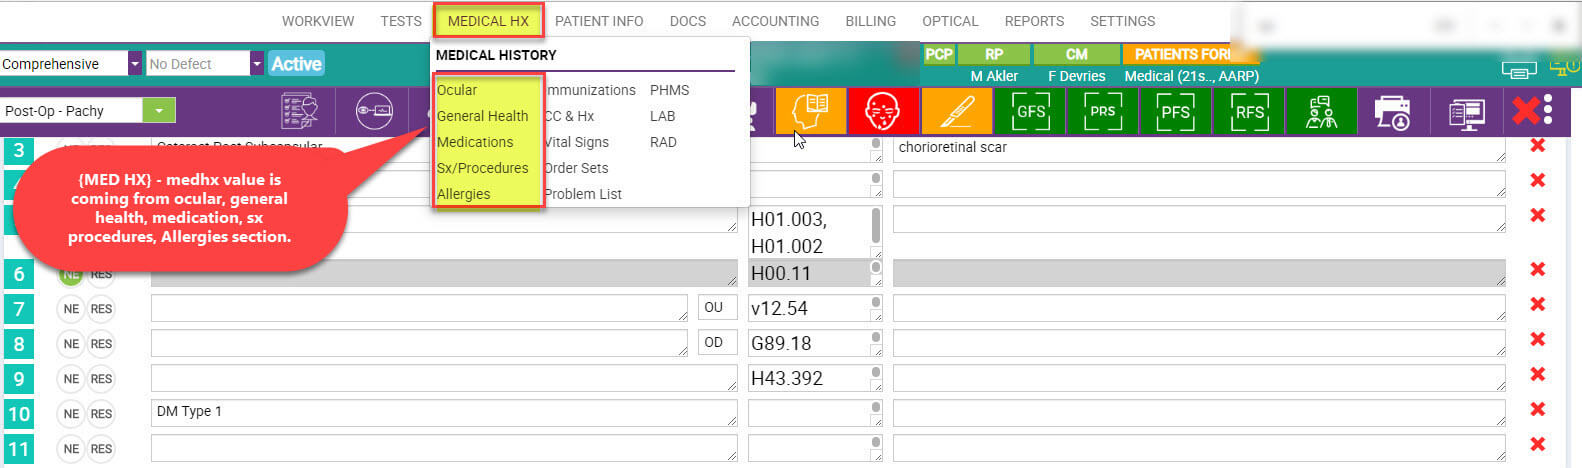 WORKVIEW TESTS MEDICAL HX PATIENT INFO DOCS ACCOUNTING BILLING OPTICAL REPORTS SETTINGS
Comprehensive No Defect Active
MEDICAL HISTORY
Ocular mmunizations PHMS
General Health CC & Hx LAB
Medications Vital Signs RAD
Sx/Procedures Order Sets
Allergies Problem List
PCP RP CM PATIENTS FOR
M Akler F Devries Medical (21s.., AARP)
Post-Op - Pachy
GFS PRS PFS RFS
3 chorioretinal scar
{MED HX} - medhx value is
coming from ocular, general
health, medication, sx
procedures, Allergies section.
H01.003,
H01.002
6 NE RES H00.11
7 NE RES OU v12.54
8 NE RES OD G89.18
9 NE RES H43.392
10 NE RES DM Type 1
11 NE RES